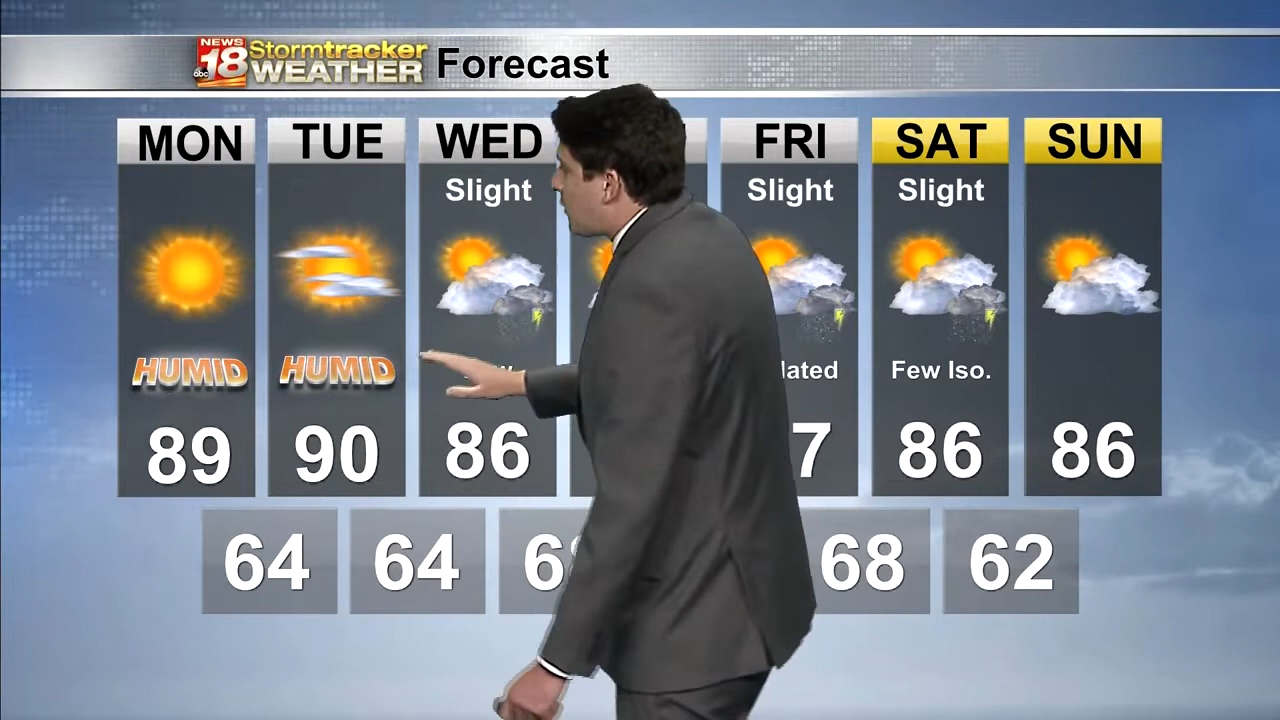 NEWS
abc 18
Stormtracker
WEATHER
Forecast
MON TUE WED FRI SAT SUN
Slight Slight Slight
HUMID HUMID Few Iso.
89 90 86 86 86
64 64 68 62